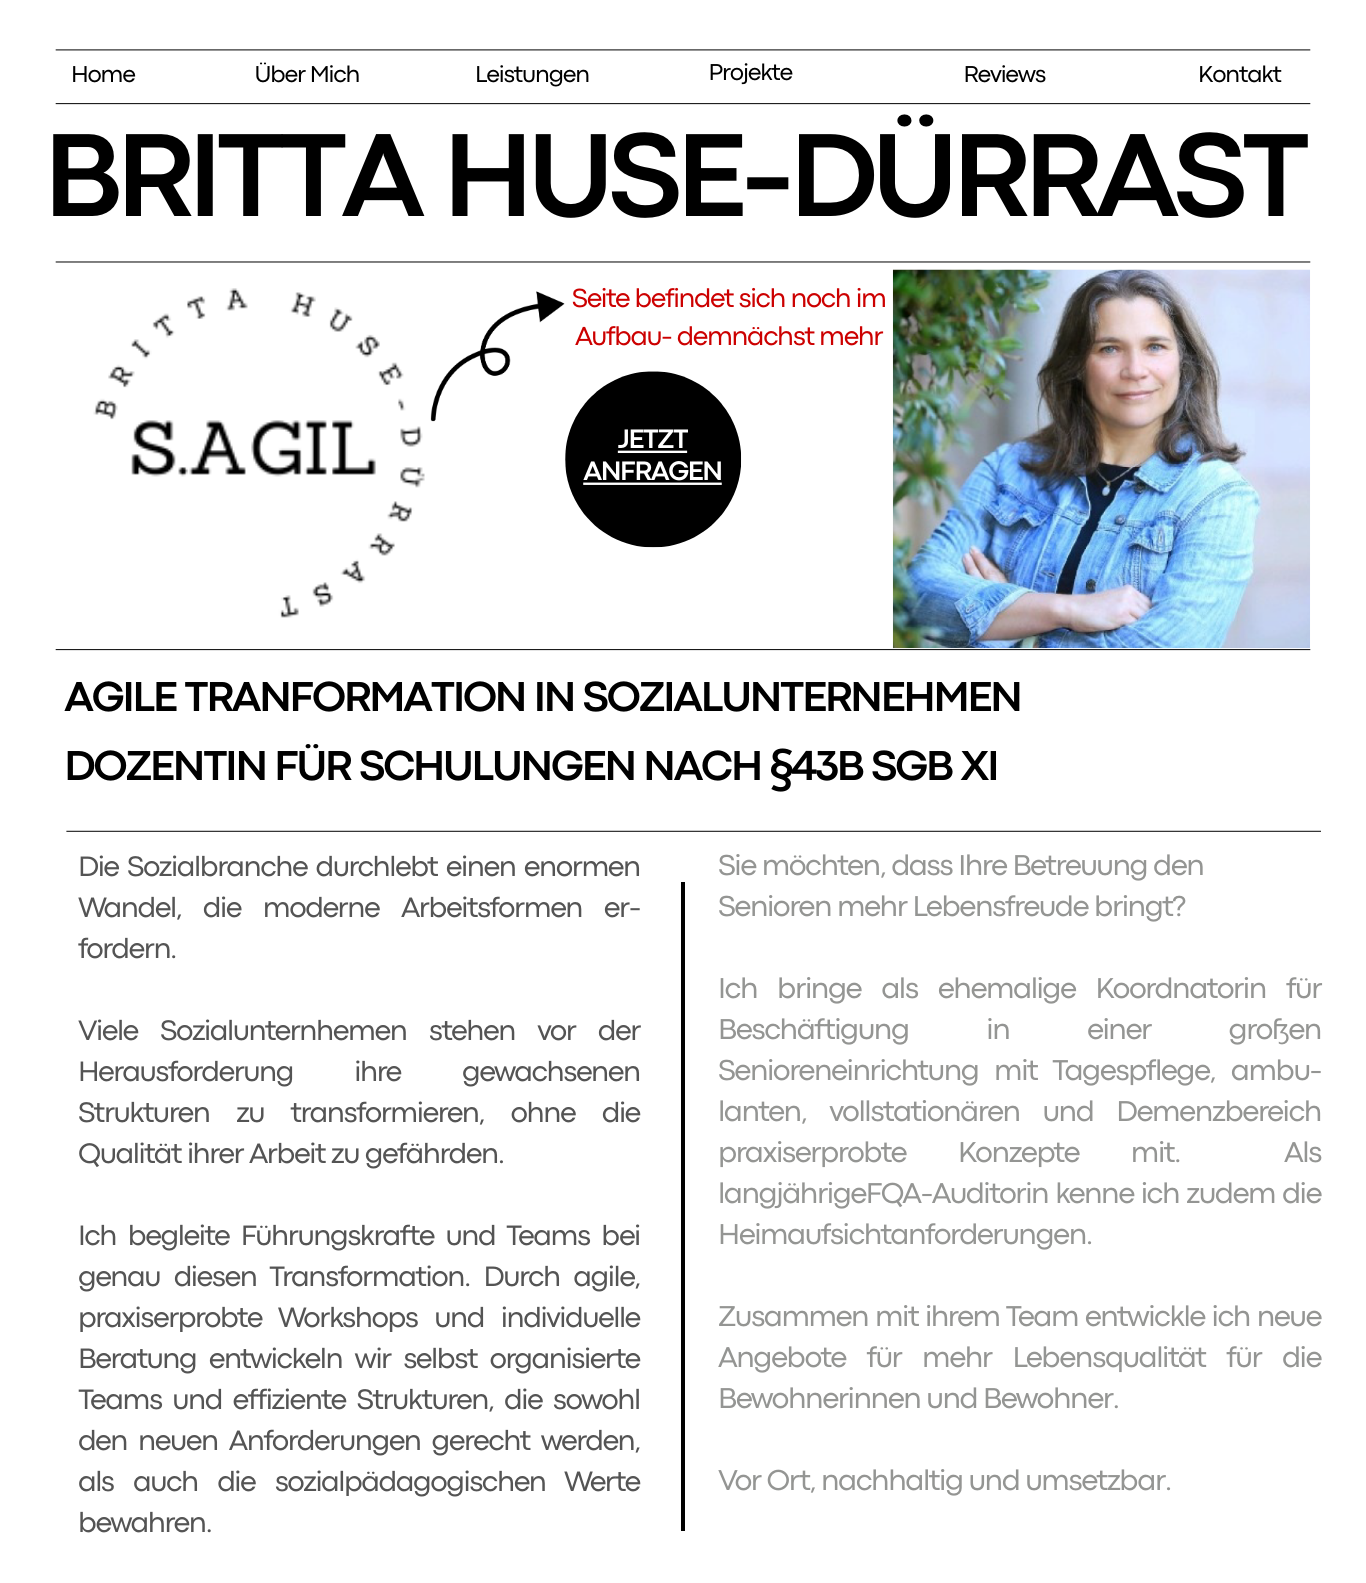 Home Über Mich Leistungen Projekte Reviews Kontakt
BRITTA HUSE-DÜRRAST
BRITTA HUSE-DÜRRAST
S.AGIL
Seite befindet sich noch im
Aufbau- demnächst mehr
JETZT
ANFRAGEN
AGILE TRANFORMATION IN SOZIALUNTERNEHMEN
DOZENTIN FÜR SCHULUNGEN NACH §43B SGB XI
Die Sozialbranche durchlebt einen enormen
Wandel, die moderne Arbeitsformen er-
fordern.
Viele Sozialunternhemen stehen vor der
Herausforderung ihre gewachsenen
Strukturen zu transformieren, ohne die
Qualität ihrer Arbeit zu gefährden.
Ich begleite Führungskrafte und Teams bei
genau diesen Transformation. Durch agile,
praxiserprobte Workshops und individuelle
Beratung entwickeln wir selbst organisierte
Teams und effiziente Strukturen, die sowohl
den neuen Anforderungen gerecht werden,
als auch die sozialpädagogischen Werte
bewahren.
Sie möchten, dass Ihre Betreuung den
Senioren mehr Lebensfreude bringt?
Ich bringe als ehemalige Koordnatorin für
Beschäftigung in einer großen
Senioreneinrichtung mit Tagespflege, ambu-
lanten, vollstationären und Demenzbereich
praxiserprobte Konzepte mit. Als
langjährigeFQA-Auditorin kenne ich zudem die
Heimaufsichtanforderungen.
Zusammen mit ihrem Team entwickle ich neue
Angebote für mehr Lebensqualität für die
Bewohnerinnen und Bewohner.
Vor Ort, nachhaltig und umsetzbar.